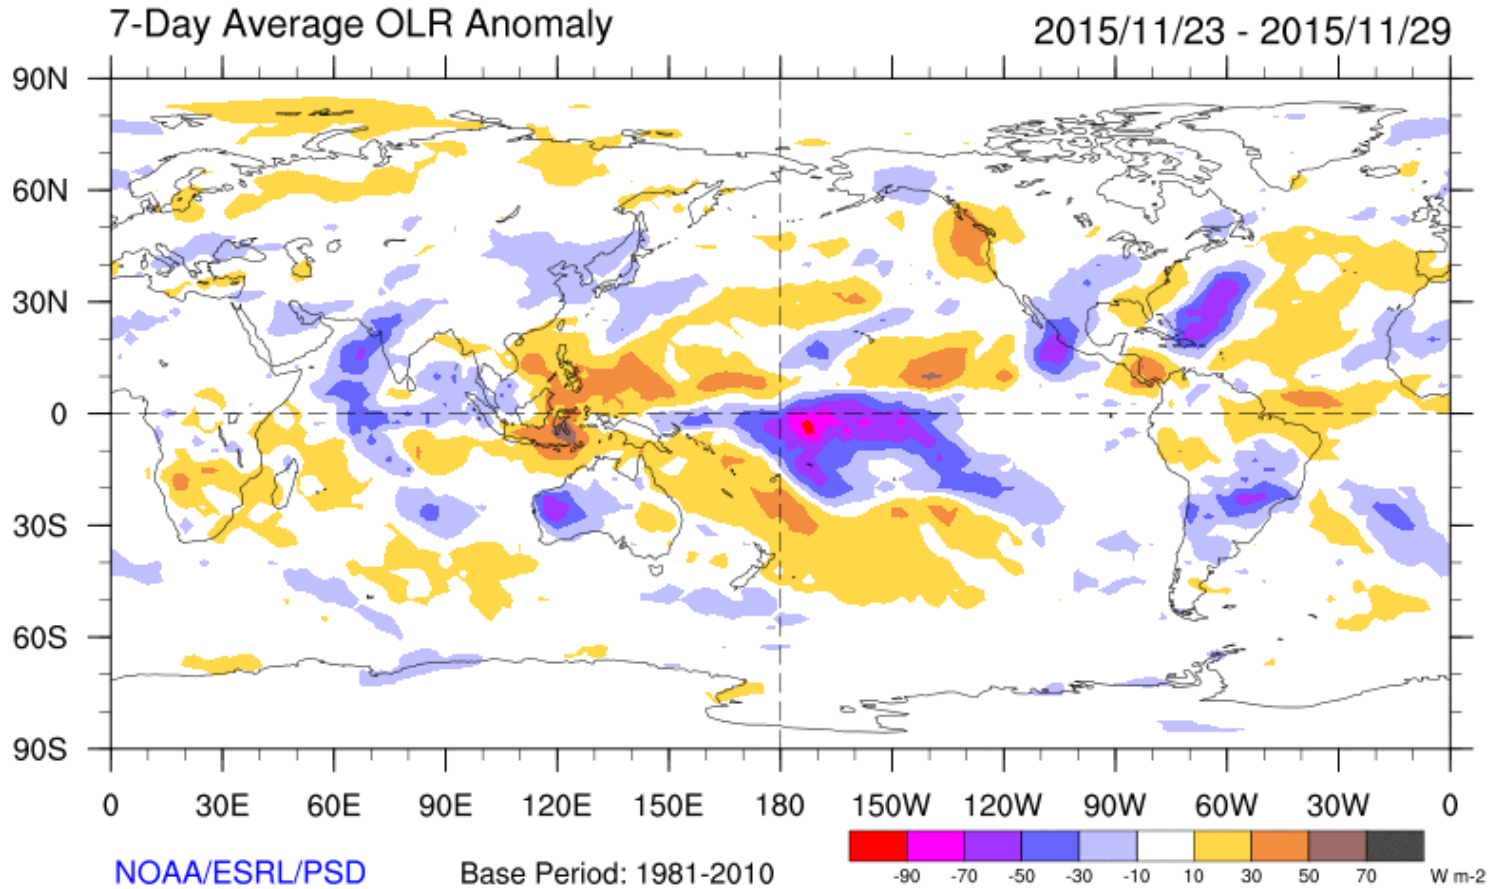 7-Day Average OLR Anomaly
2015/11/23 - 2015/11/29
90N
60N
30N
0
30S
60S
90S
0 30E 60E 90E 120E 150E 180 150W 120W 90W 60W 30W 0
NOAA/ESRL/PSD
Base Period: 1981-2010
-90 -70 -50 -30 -10 10 30 50 70 W m-2